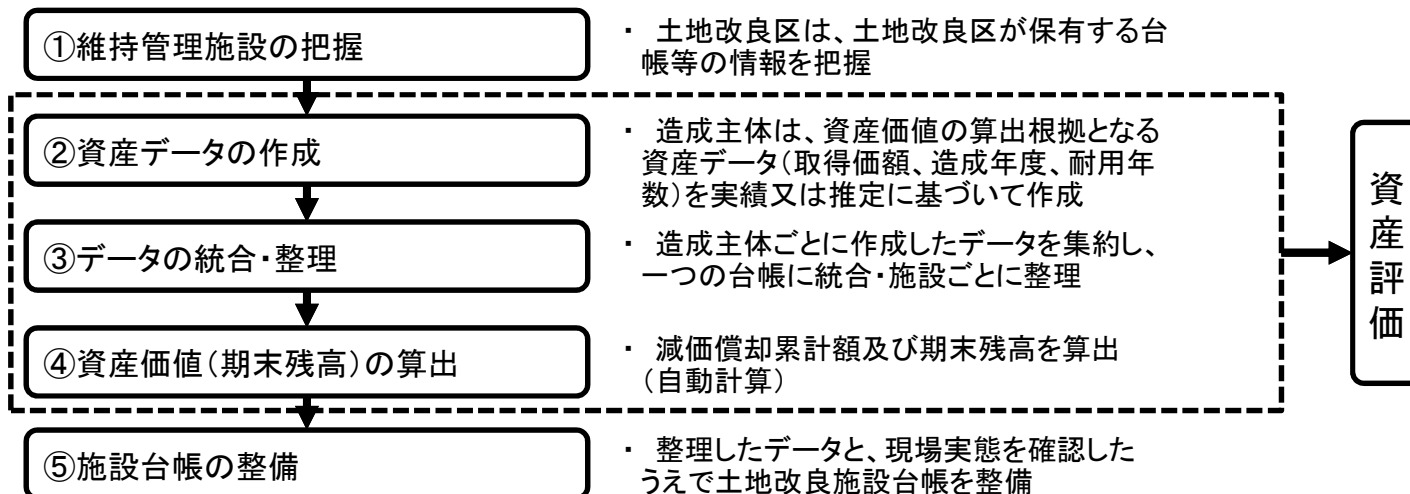 ①維持管理施設の把握
・ 土地改良区は、土地改良区が保有する台
帳等の情報を把握
②資産データの作成
・ 造成主体は、資産価値の算出根拠となる
資産データ（取得価額、造成年度、耐用年
数）を実績又は推定に基づいて作成
③データの統合・整理
・ 造成主体ごとに作成したデータを集約し、
一つの台帳に統合・施設ごとに整理
④資産価値（期末残高）の算出
・ 減価償却累計額及び期末残高を算出
（自動計算）
⑤施設台帳の整備
・ 整理したデータと、現場実態を確認した
うえで土地改良施設台帳を整備
資産評価